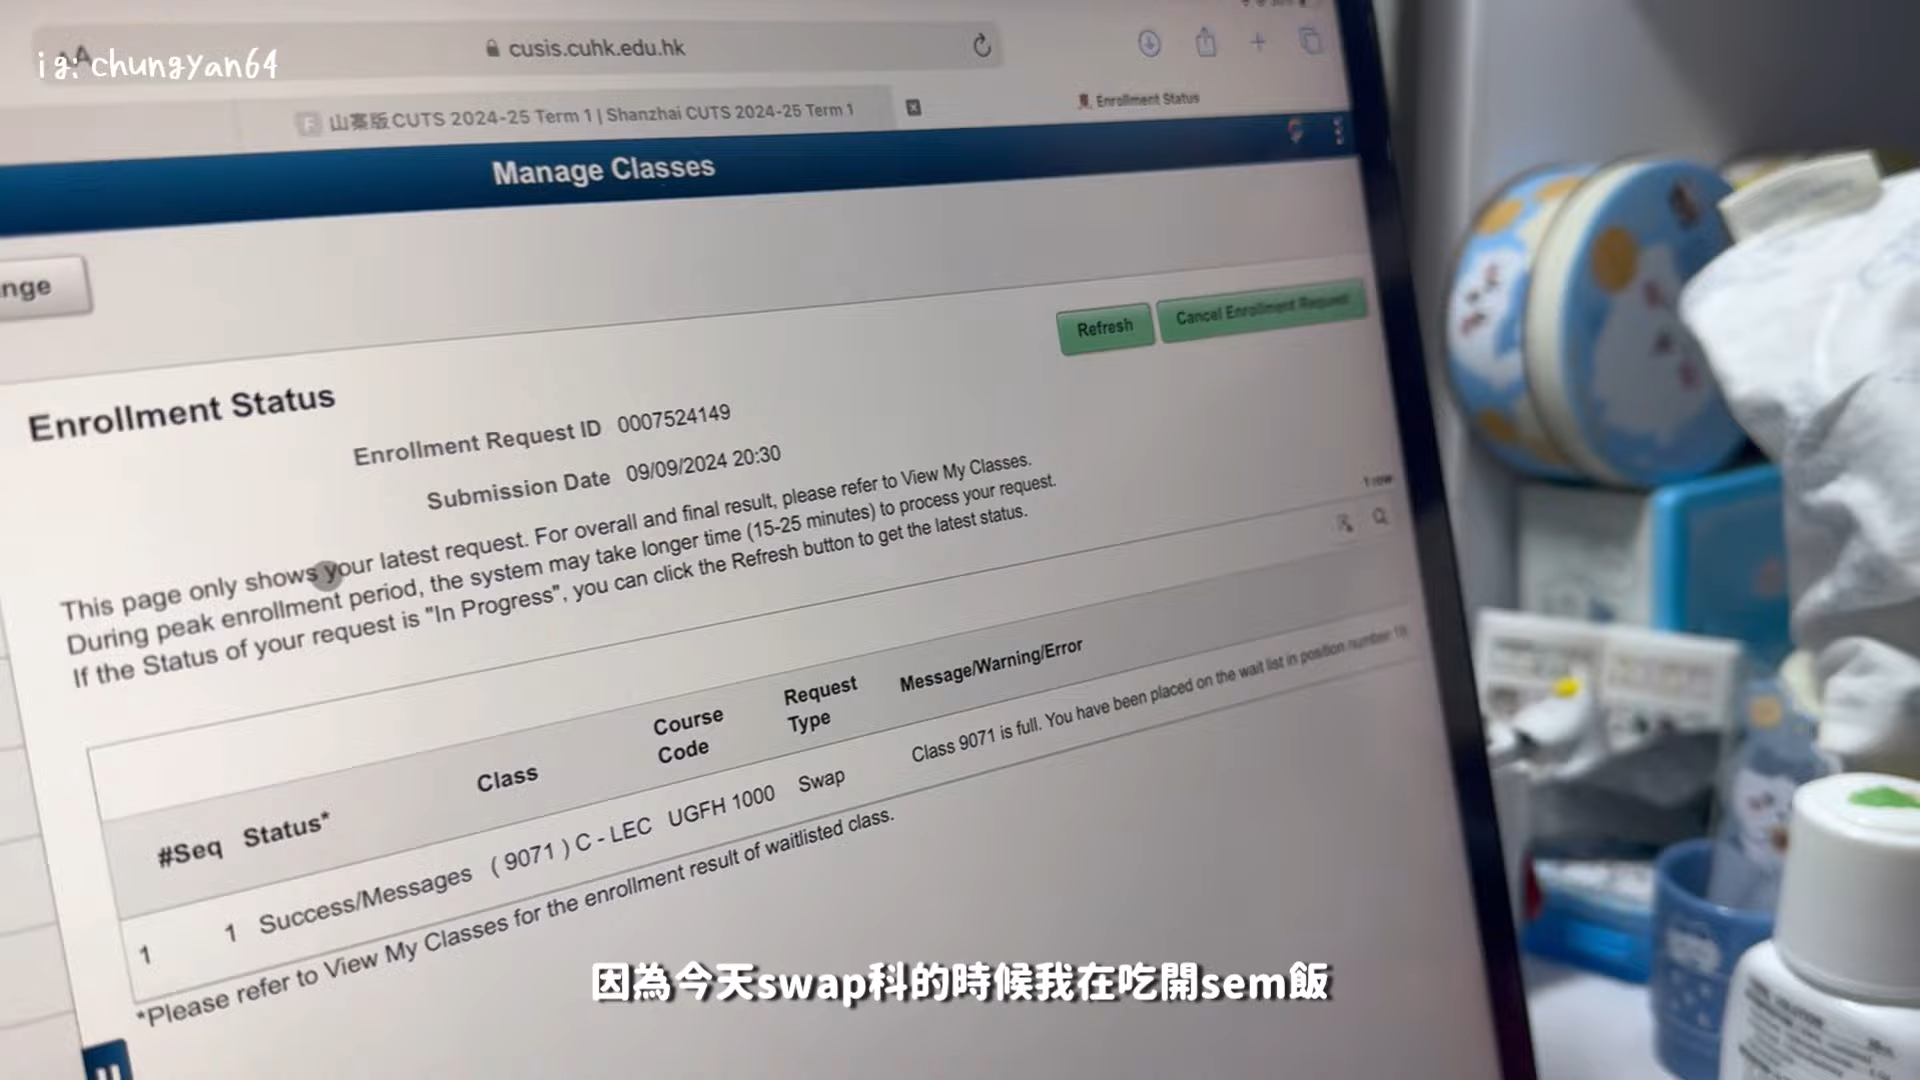 ig: chungyan64
cusis.cuhk.edu.hk
山寨版CUTS 2024-25 Term 1 | Shanzhai CUTS 2024-25 Term 1
Enrollment Status
Manage Classes
nge
Refresh
Cancel Enrollment Request
Enrollment Status
Enrollment Request ID 0007524149
Submission Date 09/09/2024 20:30
This page only shows your latest request. For overall and final result, please refer to View My Classes.
During peak enrollment period, the system may take longer time (15-25 minutes) to process your request.
If the Status of your request is "In Progress", you can click the Refresh button to get the latest status.
1 row
#Seq Status* Class Course Code Request Type Message/Warning/Error
1 1 Success/Messages ( 9071 ) C - LEC UGFH 1000 Swap Class 9071 is full. You have been placed on the wait list in position number
*Please refer to View My Classes for the enrollment result of waitlisted class.
因為今天swap科的時候我在吃開sem飯